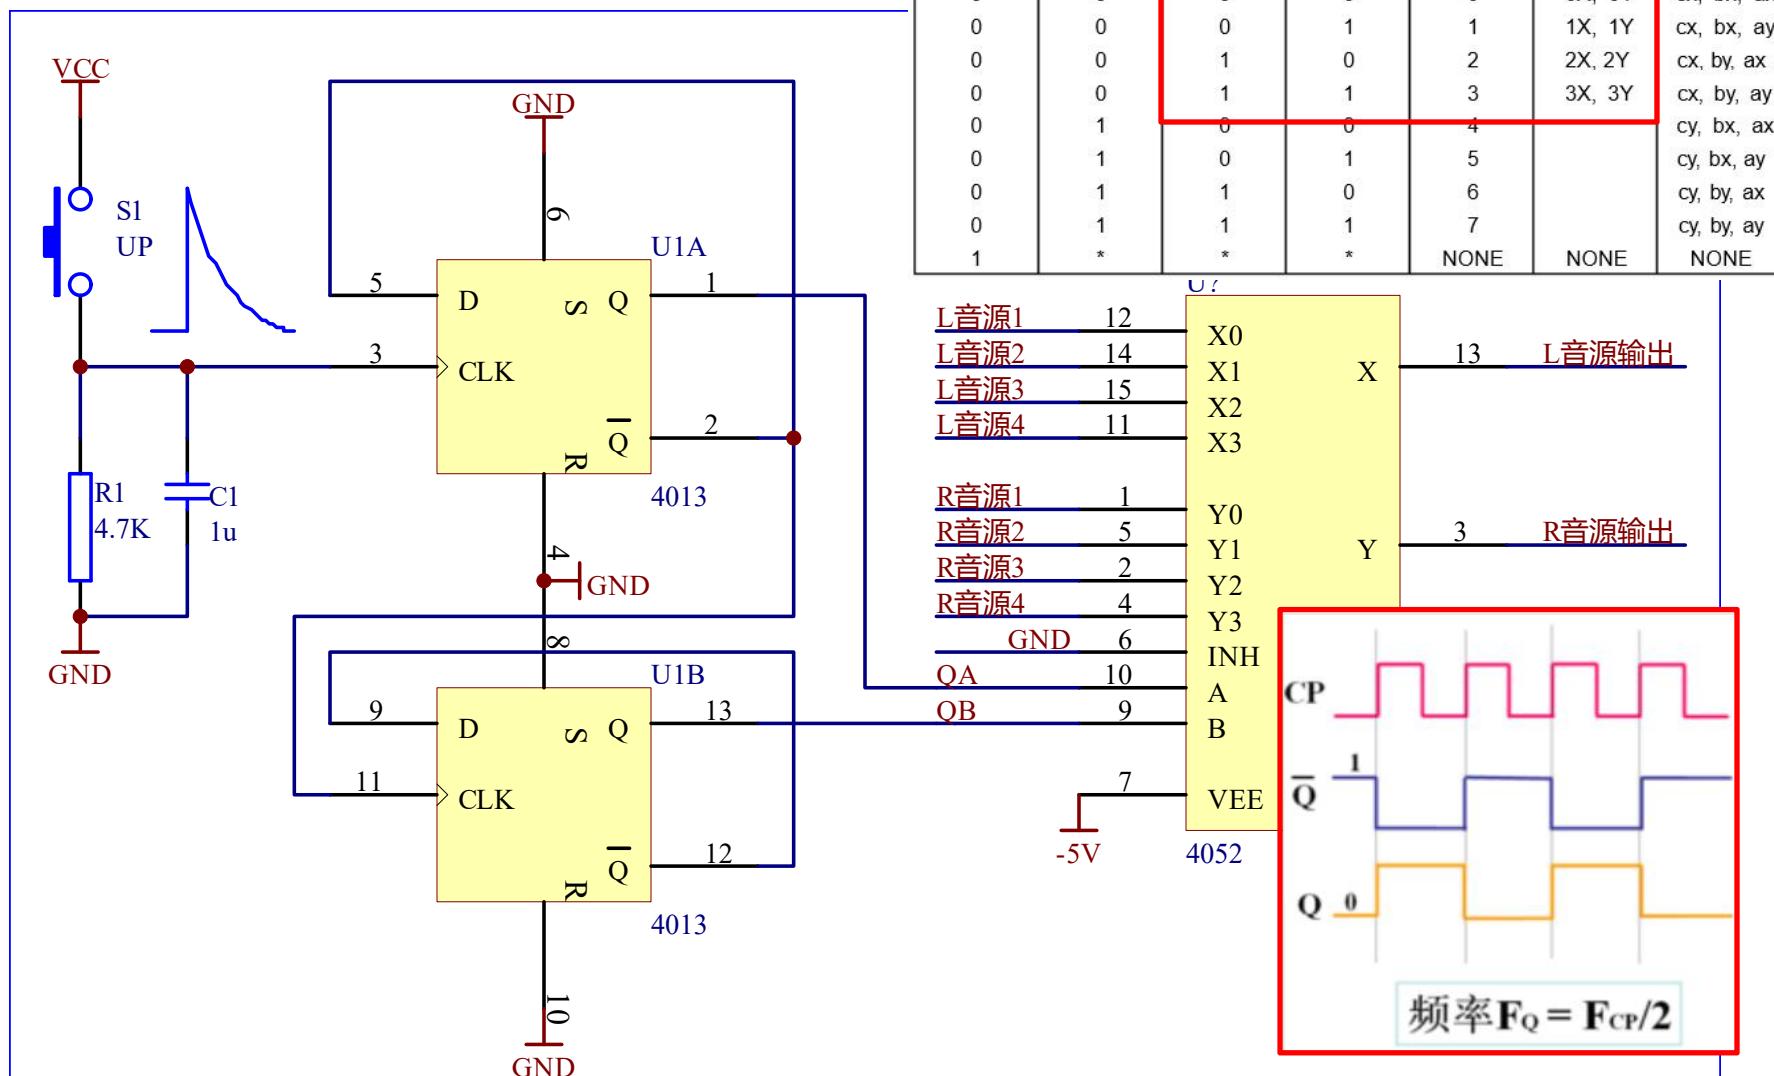 0 0 0 1 1 1X, 1Y cx, bx, ay
0 0 1 0 2 2X, 2Y cx, by, ax
0 0 1 1 3 3X, 3Y cx, by, ay
0 1 0 0 4 cy, bx, ax
0 1 0 1 5 cy, bx, ay
0 1 1 0 6 cy, by, ax
0 1 1 1 7 cy, by, ay
1 * * * NONE NONE NONE
VCC
S1
UP
GND
6
U1A
5 D S Q 1
3 CLK
Q 2
R
4013
R1
4.7K
C1
1u
GND
4
GND
8
U1B
9 D S Q 13
11 CLK
Q 12
R
4013
10
GND
U?
L音源1 12 X0
L音源2 14 X1
L音源3 15 X2
L音源4 11 X3
X 13 L音源输出
R音源1 1 Y0
R音源2 5 Y1
R音源3 2 Y2
R音源4 4 Y3
Y 3 R音源输出
GND 6 INH
QA 10 A
QB 9 B
7 VEE
-5V
4052
CP
1
Q
Q 0
频率FQ = FCP/2